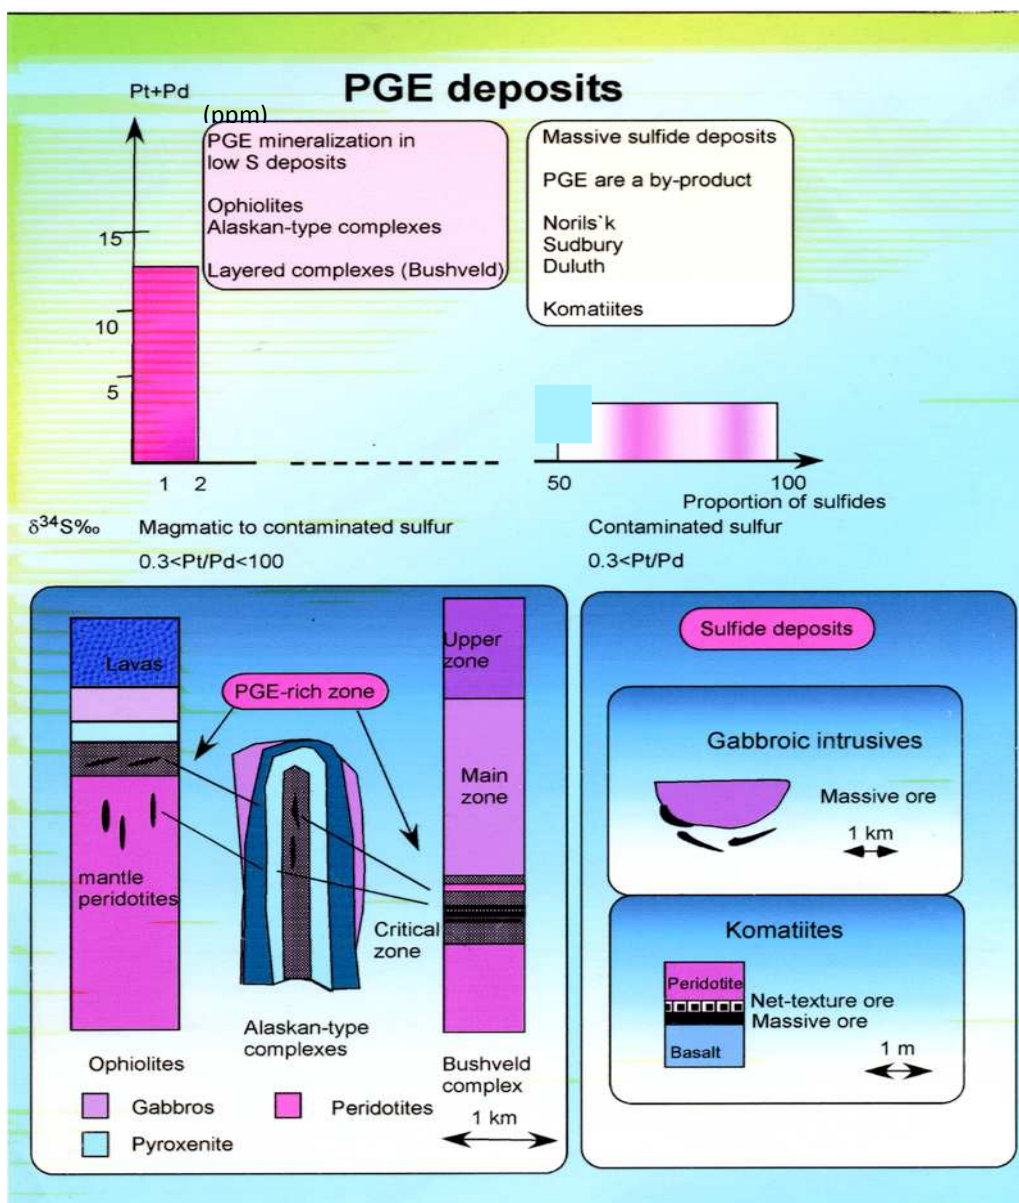 PGE deposits
Pt+Pd
(ppm)
PGE mineralization in
low S deposits
Ophiolites
Alaskan-type complexes
Layered complexes (Bushveld)
Massive sulfide deposits
PGE are a by-product
Norils`k
Sudbury
Duluth
Komatiites
15
10
5
1 2
50
100
Proportion of sulfides
δ34S‰
Magmatic to contaminated sulfur
Contaminated sulfur
0.3<Pt/Pd<100
0.3<Pt/Pd
Lavas
PGE-rich zone
mantle
peridotites
Upper
zone
Main
zone
Critical
zone
Ophiolites
Alaskan-type
complexes
Bushveld
complex
Gabbros
Peridotites
Pyroxenite
1 km
Sulfide deposits
Gabbroic intrusives
Massive ore
1 km
Komatiites
Peridotite
Net-texture ore
Massive ore
Basalt
1 m